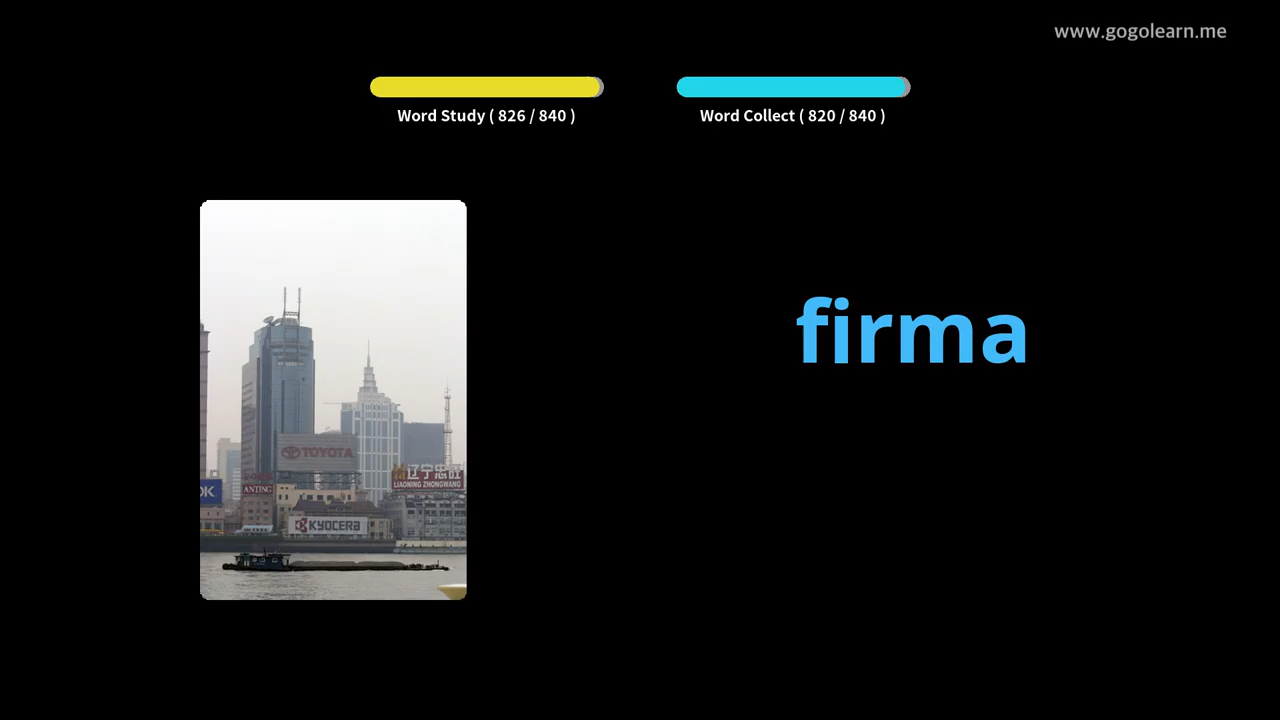 www.gogolearn.me
Word Study ( 826 / 840 )
Word Collect ( 820 / 840 )
firma
TOYOTA
辽宁忠旺
LIAONING ZHONGWANG
OK
ANTING
KYOCERA